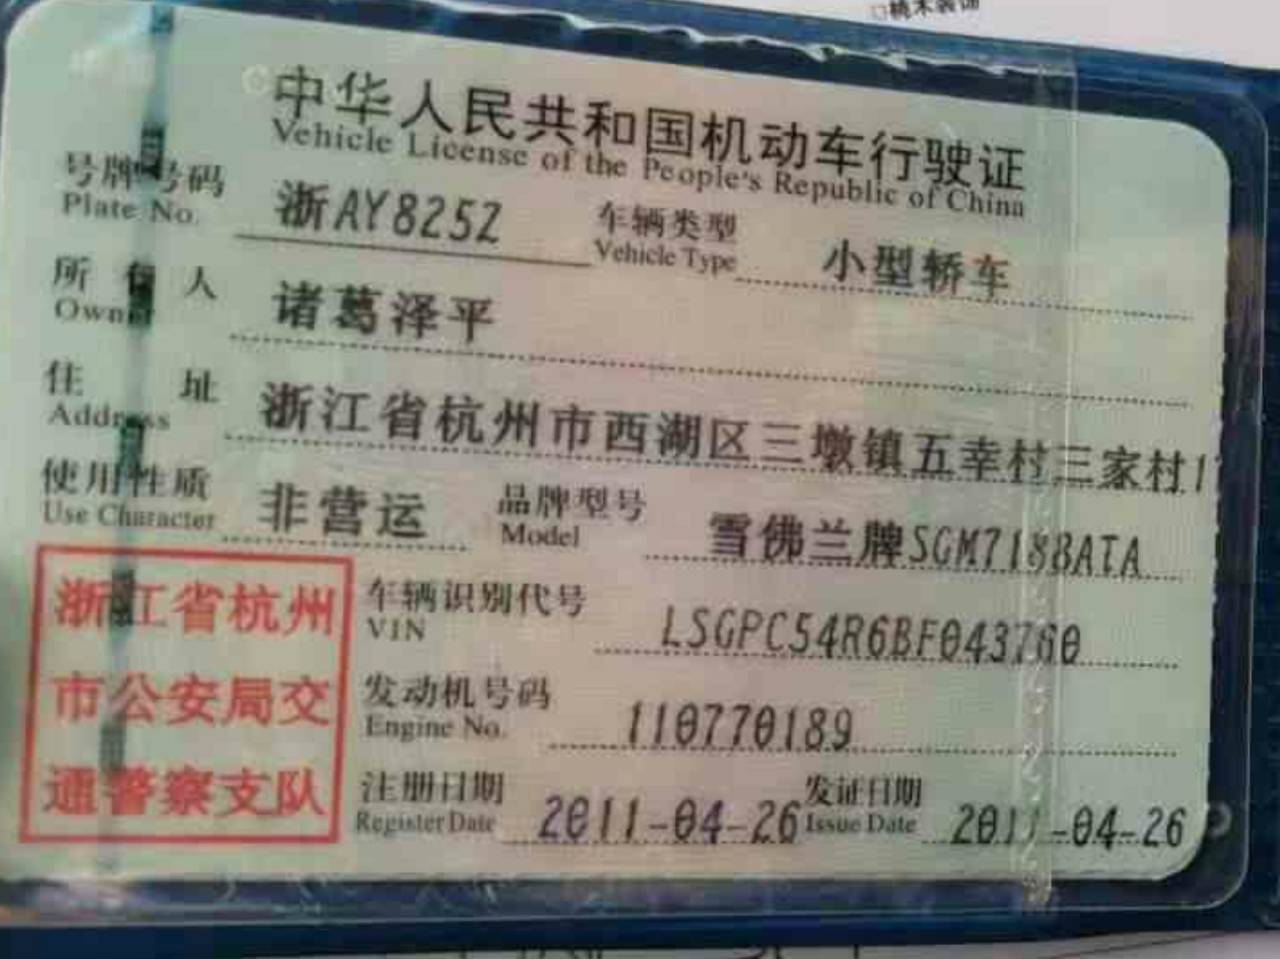 中华人民共和国机动车行驶证
Vehicle License of the People's Republic of China
号牌号码 浙AY825Z 车辆类型 小型轿车
Plate No. Vehicle Type
所有人 诸葛泽平
Owner
住址 浙江省杭州市西湖区三墩镇五幸村三家村1
Address
使用性质 非营运 品牌型号 雪佛兰牌SGM7188ATA
Use Character Model
浙江省杭州
市公安局交
通警察支队
车辆识别代号 LSGPC54R6BF043760
VIN
发动机号码 110770189
Engine No.
注册日期 2011-04-26 发证日期 2011-04-26
Register Date Issue Date